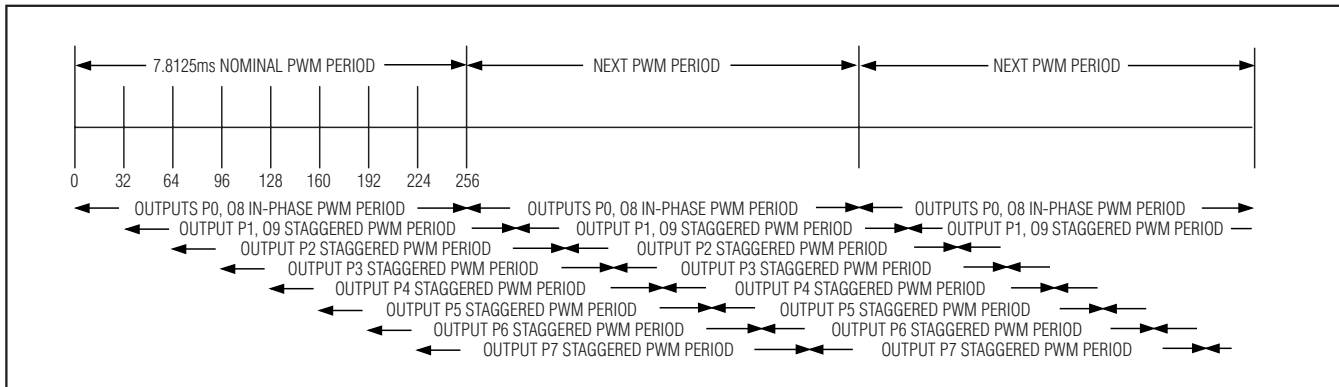 7.8125ms NOMINAL PWM PERIOD NEXT PWM PERIOD NEXT PWM PERIOD
0 32 64 96 128 160 192 224 256
OUTPUTS P0, O8 IN-PHASE PWM PERIOD OUTPUTS P0, O8 IN-PHASE PWM PERIOD OUTPUTS P0, O8 IN-PHASE PWM PERIOD
OUTPUT P1, O9 STAGGERED PWM PERIOD OUTPUT P1, O9 STAGGERED PWM PERIOD OUTPUT P1, O9 STAGGERED PWM PERIOD
OUTPUT P2 STAGGERED PWM PERIOD OUTPUT P2 STAGGERED PWM PERIOD
OUTPUT P3 STAGGERED PWM PERIOD OUTPUT P3 STAGGERED PWM PERIOD
OUTPUT P4 STAGGERED PWM PERIOD OUTPUT P4 STAGGERED PWM PERIOD
OUTPUT P5 STAGGERED PWM PERIOD OUTPUT P5 STAGGERED PWM PERIOD
OUTPUT P6 STAGGERED PWM PERIOD OUTPUT P6 STAGGERED PWM PERIOD
OUTPUT P7 STAGGERED PWM PERIOD OUTPUT P7 STAGGERED PWM PERIOD